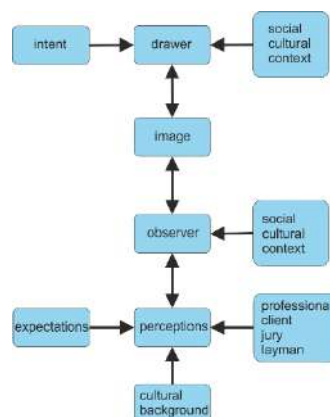 intent
drawer
social
cultural
context
image
observer
social
cultural
context
expectations
perceptions
professional
client
jury
layman
cultural
background